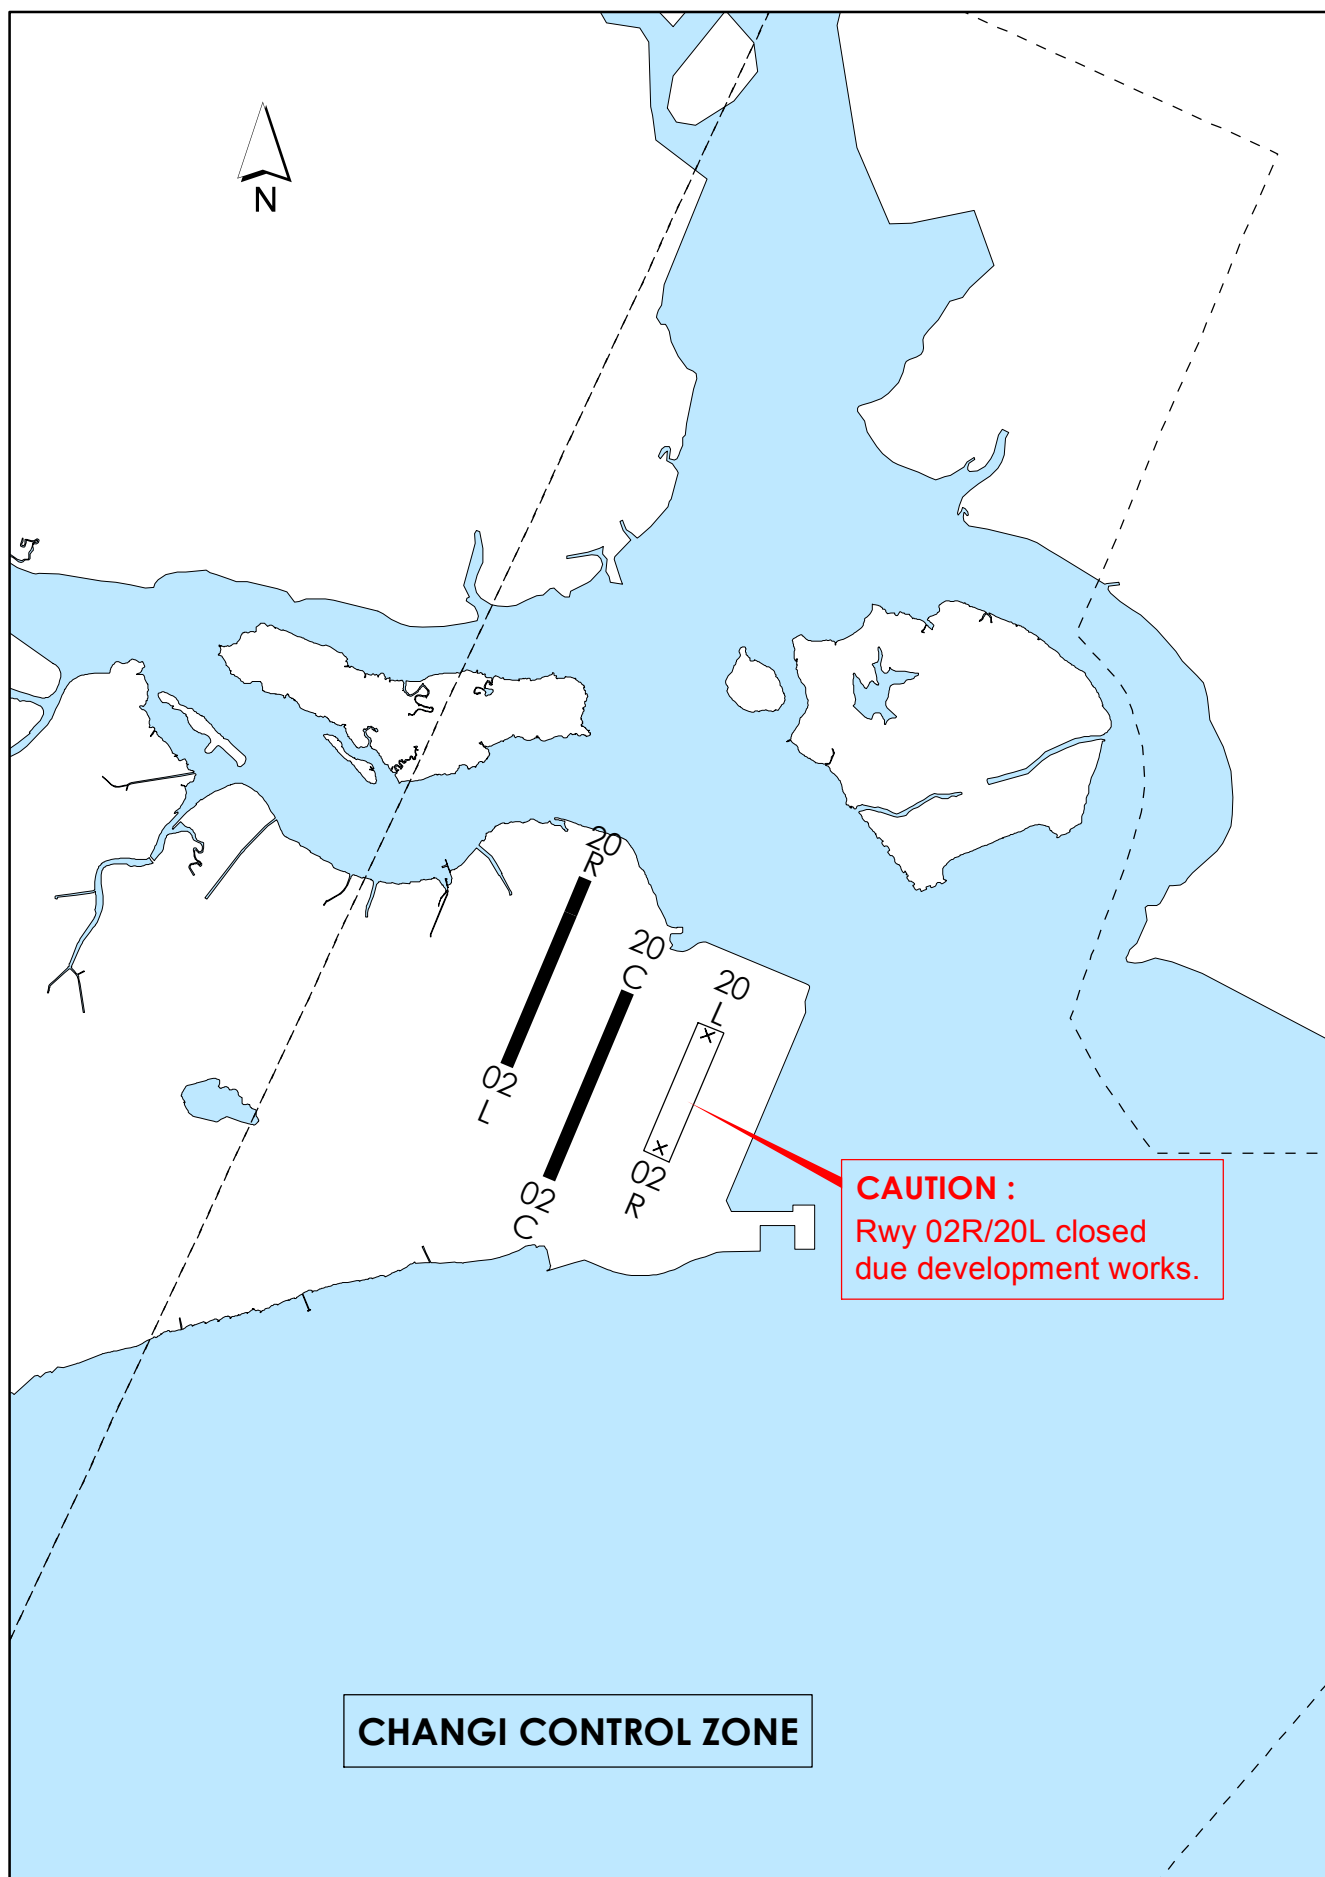 N
20
R
20
C
20
L
02
L
02
C
02
R
CAUTION :
Rwy 02R/20L closed
due development works.
CHANGI CONTROL ZONE